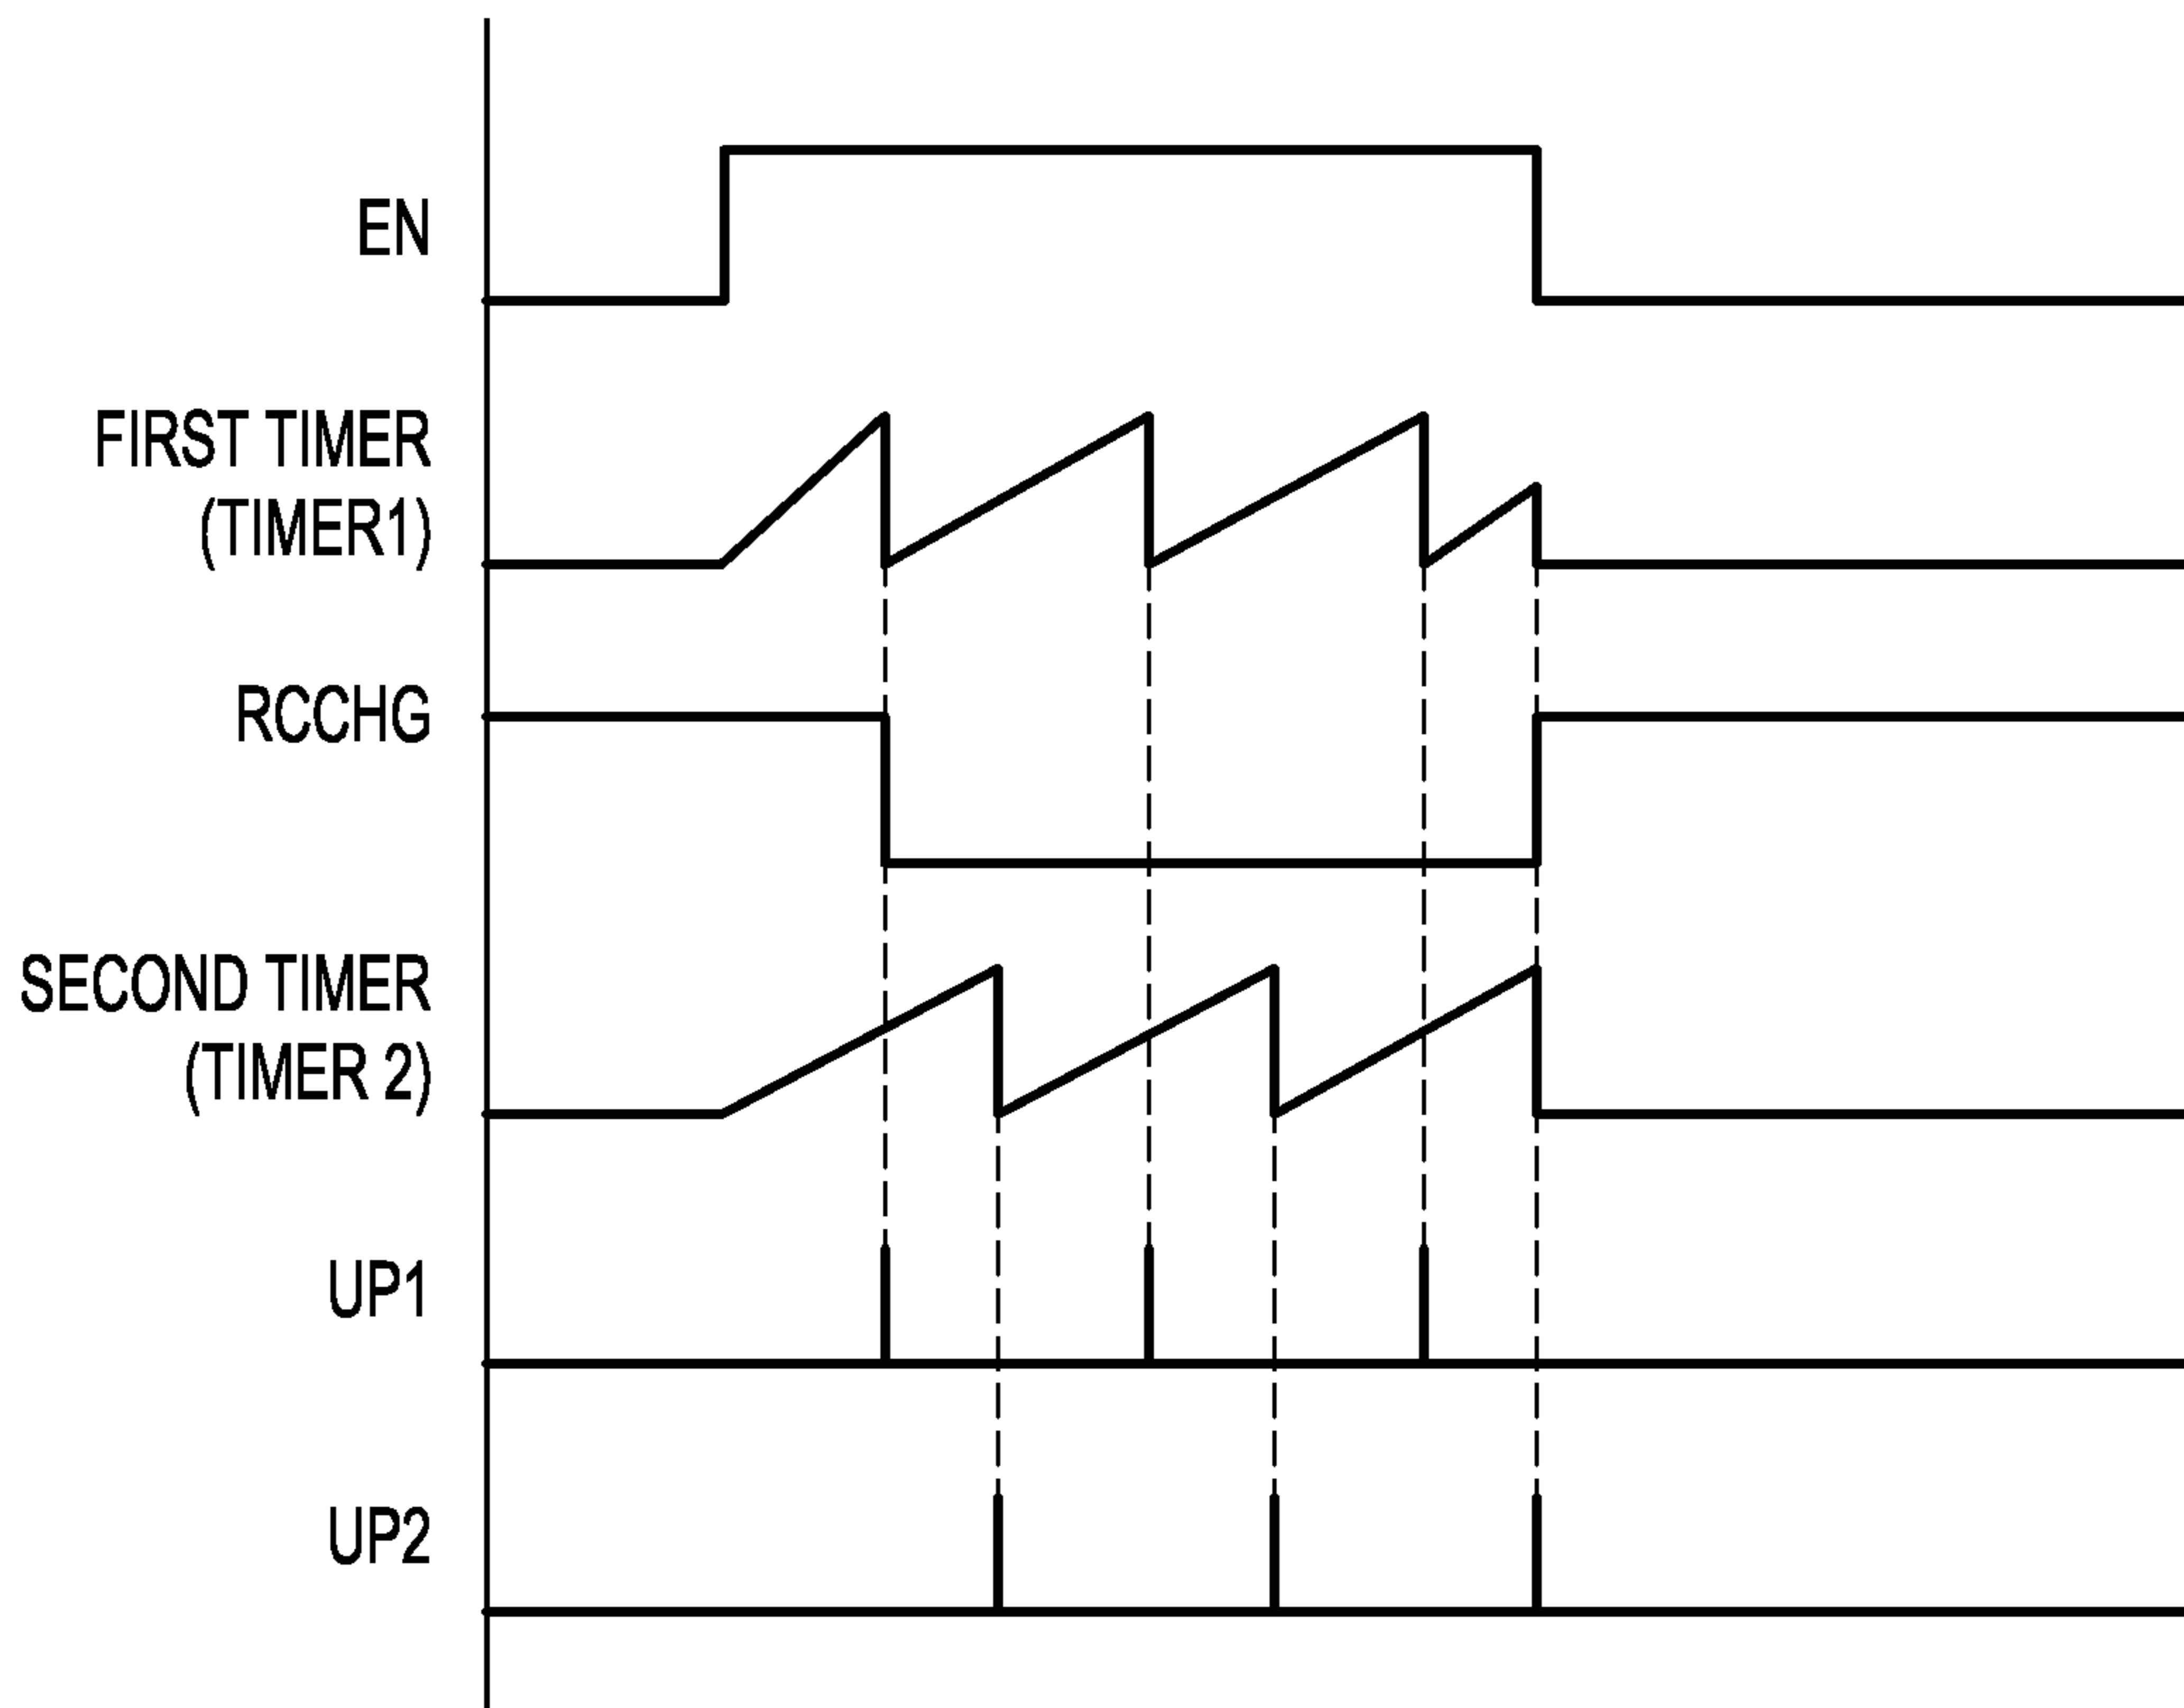 EN
FIRST TIMER
(TIMER1)
RCCHG
SECOND TIMER
(TIMER 2)
UP1
UP2